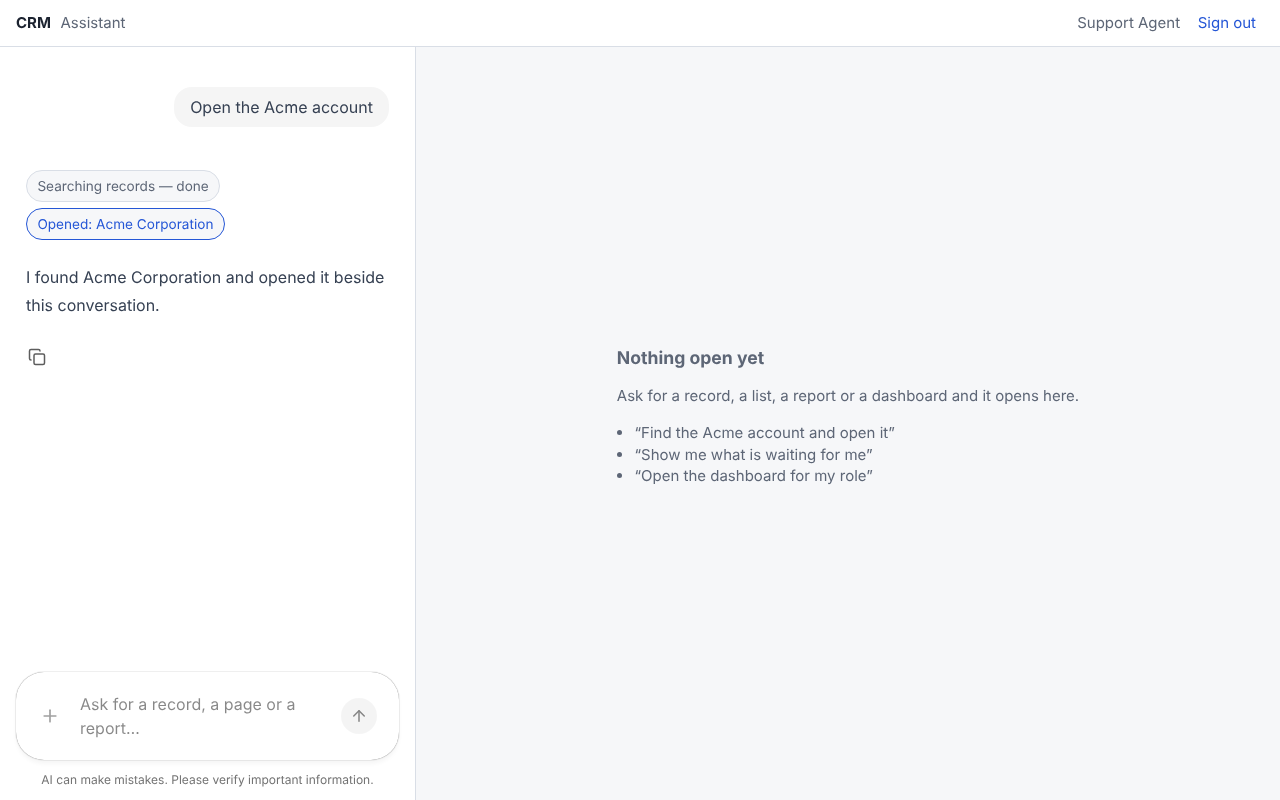 CRM Assistant
Support Agent
Sign out
Open the Acme account
Searching records — done
Opened: Acme Corporation
I found Acme Corporation and opened it beside
this conversation.
Ask for a record, a page or a
report...
AI can make mistakes. Please verify important information.
Nothing open yet
Ask for a record, a list, a report or a dashboard and it opens here.
• “Find the Acme account and open it”
• “Show me what is waiting for me”
• “Open the dashboard for my role”